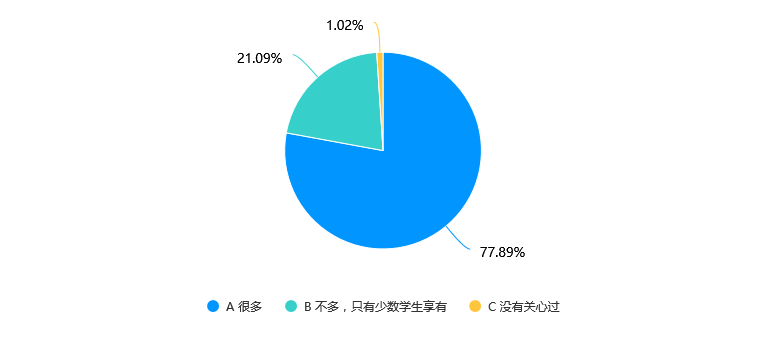 1.02%
21.09%
77.89%
A 很多
B 不多，只有少数学生享有
C 没有关心过